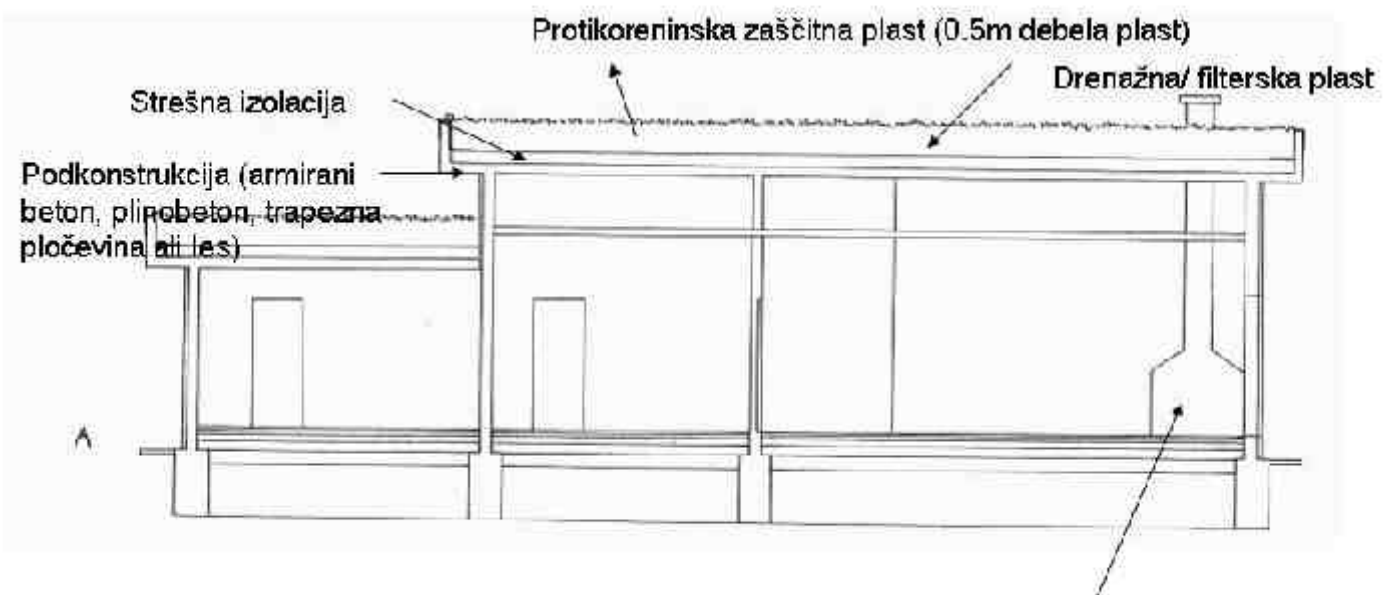 Protikoreninska zaščitna plast (0.5m debela plast)
Drenažna/ filterska plast
Strešna izolacija
Podkonstrukcija (armirani
beton, plinobeton, trapezna
pločevina ali les)
A